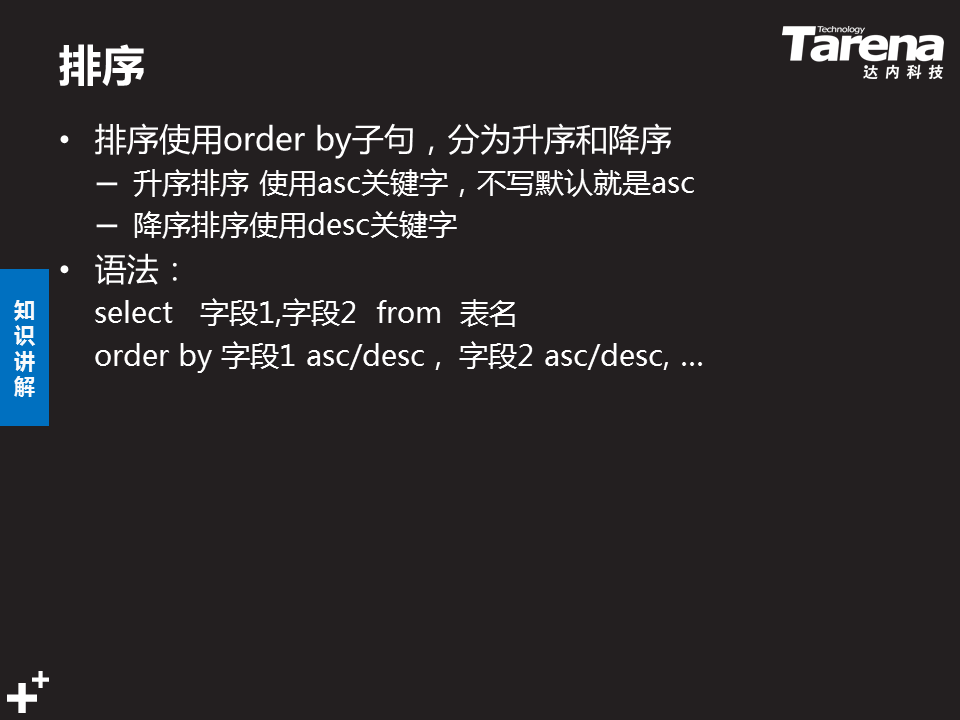 排序
Technology
Tarena
达内科技
• 排序使用order by子句，分为升序和降序
– 升序排序 使用asc关键字，不写默认就是asc
– 降序排序使用desc关键字
• 语法：
select 字段1,字段2 from 表名
order by 字段1 asc/desc， 字段2 asc/desc, …
知识讲解